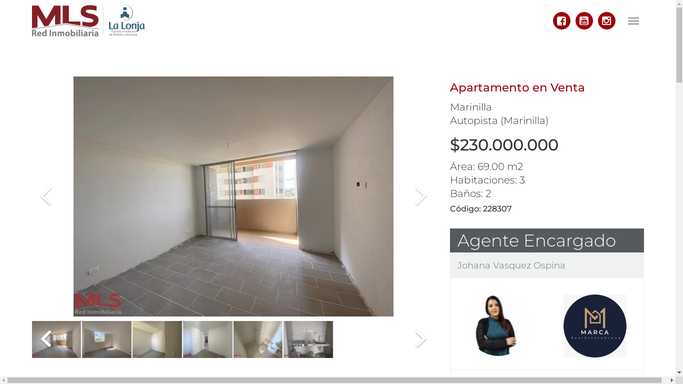 MLS
Red Inmobiliaria
La Lonja
Apartamento en Venta
Marinilla
Autopista (Marinilla)
$230.000.000
Área: 69.00 m2
Habitaciones: 3
Baños: 2
Código: 228307
Agente Encargado
Johana Vasquez Ospina
MLS
Red Inmobiliaria
MARCA